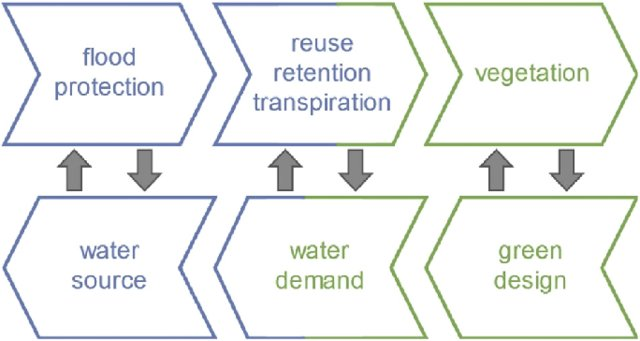 flood
protection
reuse
retention
transpiration
vegetation
water
source
water
demand
green
design